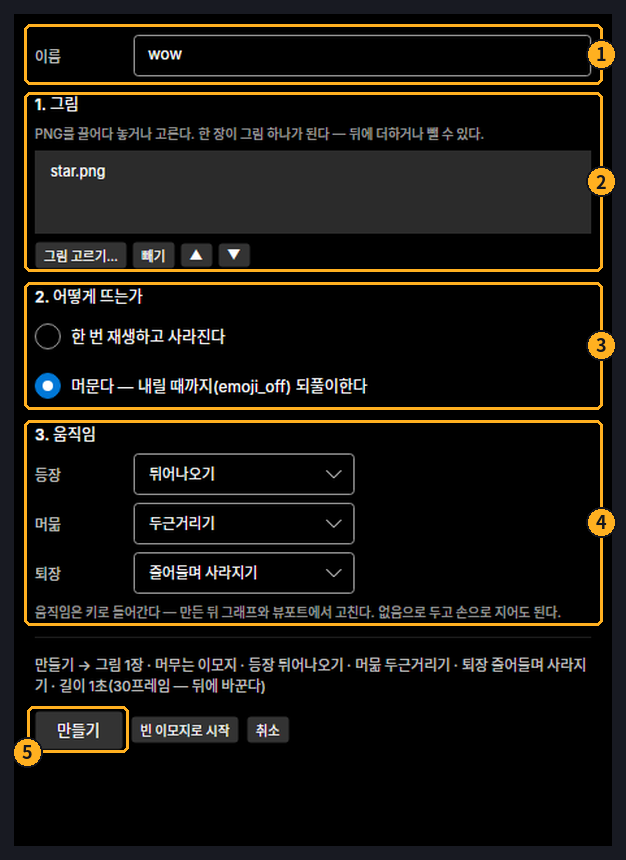 이름
wow
1
1. 그림
PNG를 끌어다 놓거나 고른다. 한 장이 그림 하나가 된다 — 뒤에 더하거나 뺄 수 있다.
star.png
2
그림 고르기... 빼기 ▲ ▼
2. 어떻게 뜨는가
한 번 재생하고 사라진다
3
머문다 — 내릴 때까지(emoji_off) 되풀이한다
3. 움직임
등장 튀어나오기
머묾 두근거리기
4
퇴장 줄어들며 사라지기
움직임은 키로 들어간다 — 만든 뒤 그래프와 뷰포트에서 고친다. 없음으로 두고 손으로 지어도 된다.
만들기 → 그림 1장 · 머무는 이모지 · 등장 튀어나오기 · 머묾 두근거리기 · 퇴장 줄어들며 사라지
기 · 길이 1초(30프레임 — 뒤에 바꾼다)
만들기 빈 이모지로 시작 취소
5